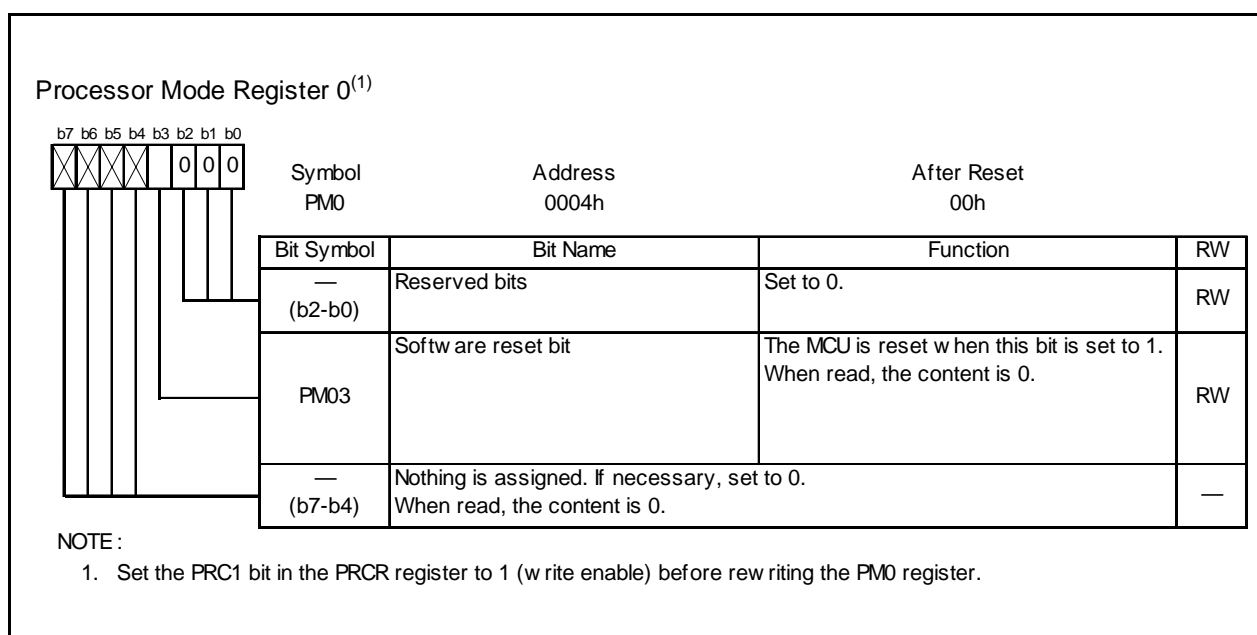 Processor Mode Register 0(1)
b7 b6 b5 b4 b3 b2 b1 b0
0 0 0
Symbol Address After Reset
PM0 0004h 00h
Bit Symbol Bit Name Function RW
— (b2-b0) Reserved bits Set to 0. RW
PM03 Software reset bit The MCU is reset when this bit is set to 1.
When read, the content is 0. RW
— (b7-b4) Nothing is assigned. If necessary, set to 0.
When read, the content is 0. —
NOTE :
1. Set the PRC1 bit in the PRCR register to 1 (write enable) before rewriting the PM0 register.